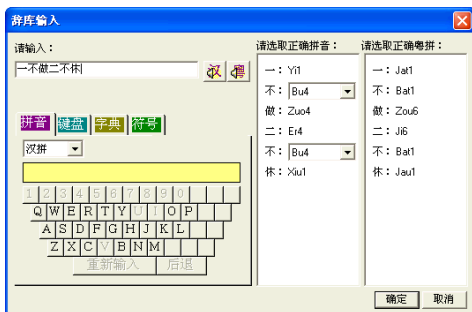 辞库输入
请输入：
一不做二不休
汉 粤
拼音 键盘 字典 符号
汉拼
1 2 3 4 5 6 7 8 9 0
Q W E R T Y U I O P
A S D F G H J K L
Z X C V B N M
重新输入 后退
请选取正确拼音：
一：Yi1
不：Bu4
做：Zuo4
二：Er4
不：Bu4
休：Xiu1
请选取正确粤拼：
一：Jat1
不：Bat1
做：Zou6
二：Ji6
不：Bat1
休：Jau1
确定 取消